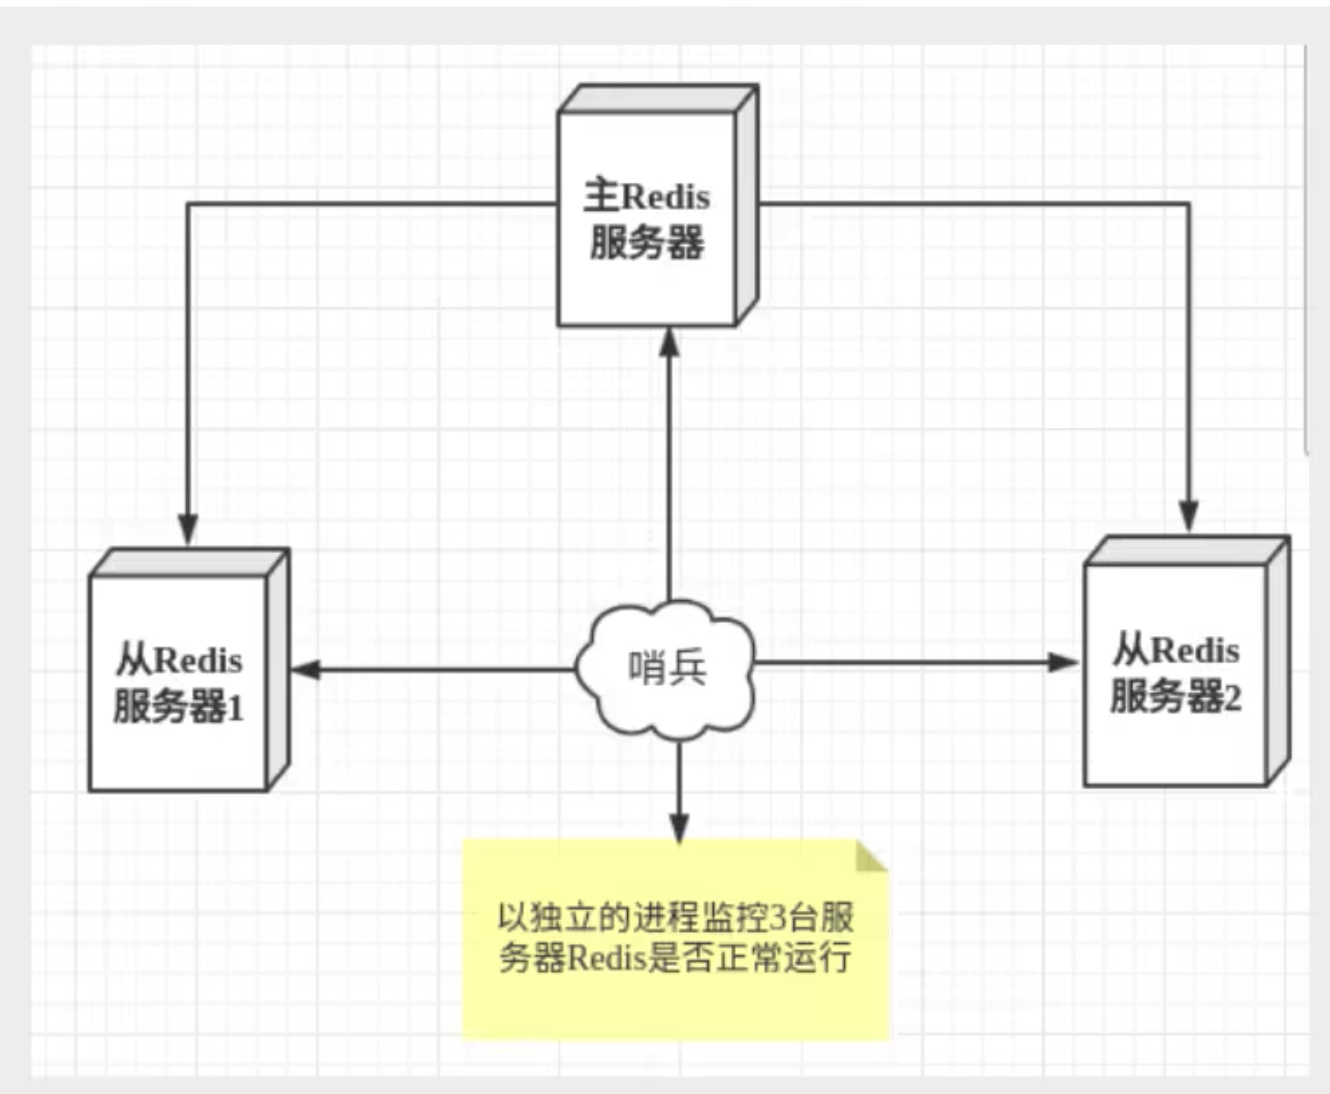 主Redis
服务器
从Redis
服务器1
哨兵
从Redis
服务器2
以独立的进程监控3台服
务器Redis是否正常运行